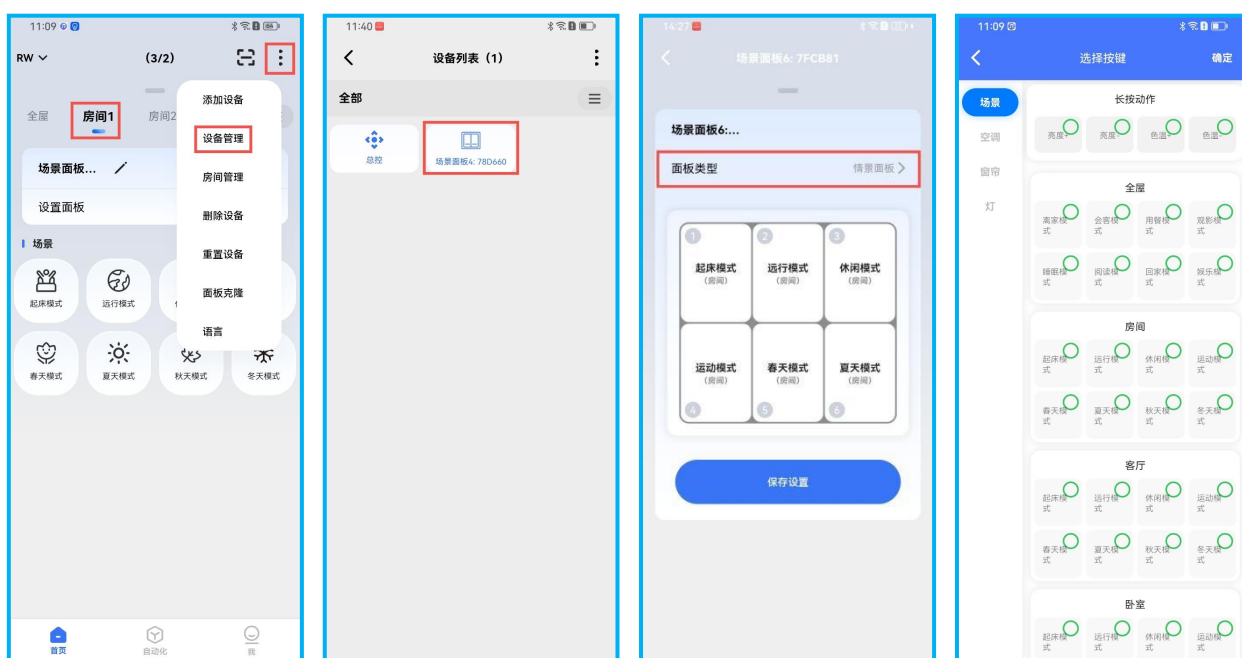 11:09
66
RW
(3/2)
添加设备
全屋
房间1
房间2
设备管理
场景面板...
房间管理
设置面板
删除设备
场景
重置设备
起床模式
远行模式
面板克隆
语言
春天模式
夏天模式
秋天模式
冬天模式
首页
自动化
我
11:40
设备列表（1）
全部
总控
场景面板4: 78D660
14:27
场景面板6: 7FCB81
场景面板6:...
面板类型
情景面板
1
2
3
起床模式
远行模式
休闲模式
(房间)
(房间)
(房间)
运动模式
春天模式
夏天模式
(房间)
(房间)
(房间)
4
5
6
保存设置
11:09
选择按键
确定
场景
空调
窗帘
灯
长按动作
亮度+
亮度-
色温+
色温-
全屋
离家模式
会客模式
用餐模式
观影模式
睡眠模式
阅读模式
回家模式
娱乐模式
房间
起床模式
远行模式
休闲模式
运动模式
春天模式
夏天模式
秋天模式
冬天模式
客厅
起床模式
远行模式
休闲模式
运动模式
春天模式
夏天模式
秋天模式
冬天模式
卧室
起床模式
远行模式
休闲模式
运动模式